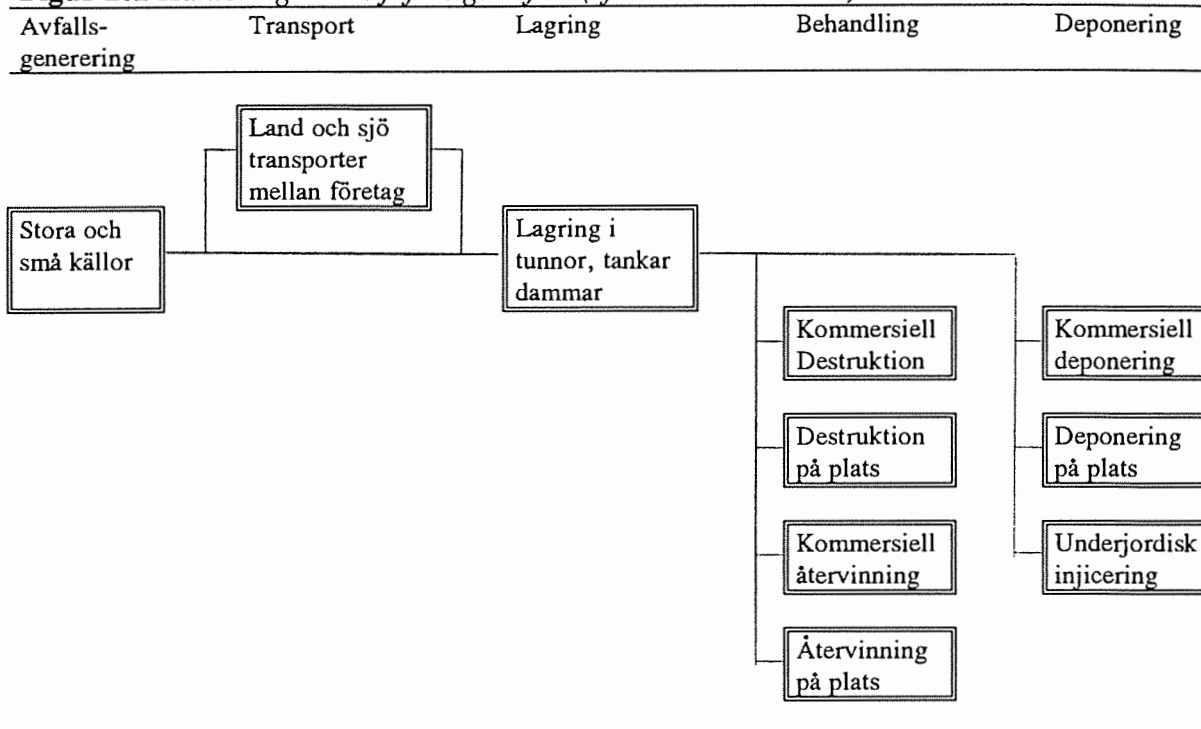 Avfalls-
generering
Transport
Lagring
Behandling
Deponering
Land och sjö
transporter
mellan företag
Stora och
små källor
Lagring i
tunnor, tankar
dammar
Kommersiell
Destruktion
Kommersiell
deponering
Destruktion
på plats
Deponering
på plats
Kommersiell
återvinning
Underjordisk
injicering
Återvinning
på plats